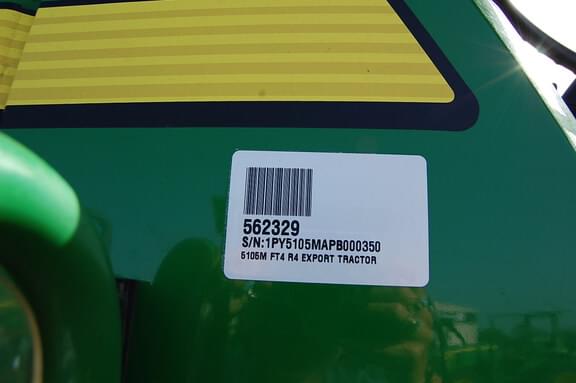 562329
S/N:1PY5105MAPB000350
5105M FT4 R4 EXPORT TRACTOR